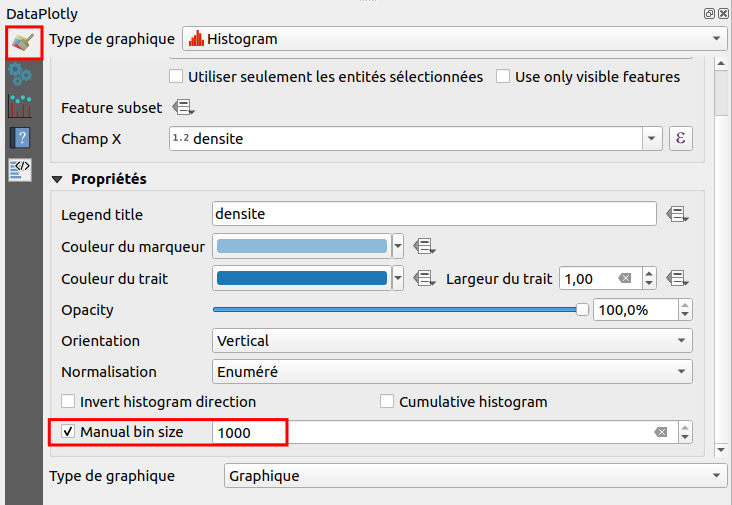 DataPlotly
Type de graphique Histogram
Utiliser seulement les entités sélectionnées Use only visible features
Feature subset
Champ X 1.2 densite ε
Propriétés
Legend title densite
Couleur du marqueur
Couleur du trait Largeur du trait 1,00
Opacity 100,0%
Orientation Vertical
Normalisation Enuméré
Invert histogram direction Cumulative histogram
Manual bin size 1000
Type de graphique Graphique